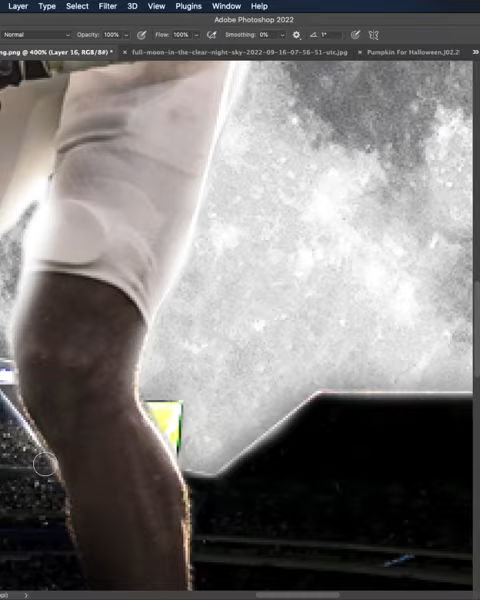 Layer Type Select Filter 3D View Plugins Window Help
Adobe Photoshop 2022
Normal Opacity: 100% Flow: 100% Smoothing: 0% 1°
ng.png @ 400% (Layer 16, RGB/8#) * × full-moon-in-the-clear-night-sky-2022-09-16-07-56-51-utc.jpg × Pumpkin For Halloween.J02.2